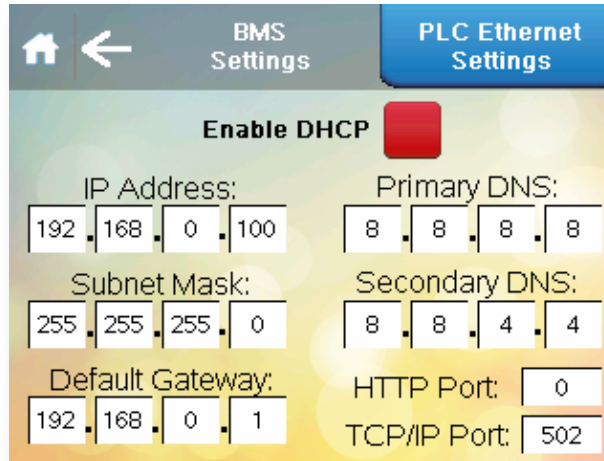 BMS
Settings
PLC Ethernet
Settings
Enable DHCP
IP Address:
192.168.0.100
Subnet Mask:
255.255.255.0
Default Gateway:
192.168.0.1
Primary DNS:
8.8.8.8
Secondary DNS:
8.8.4.4
HTTP Port: 0
TCP/IP Port: 502